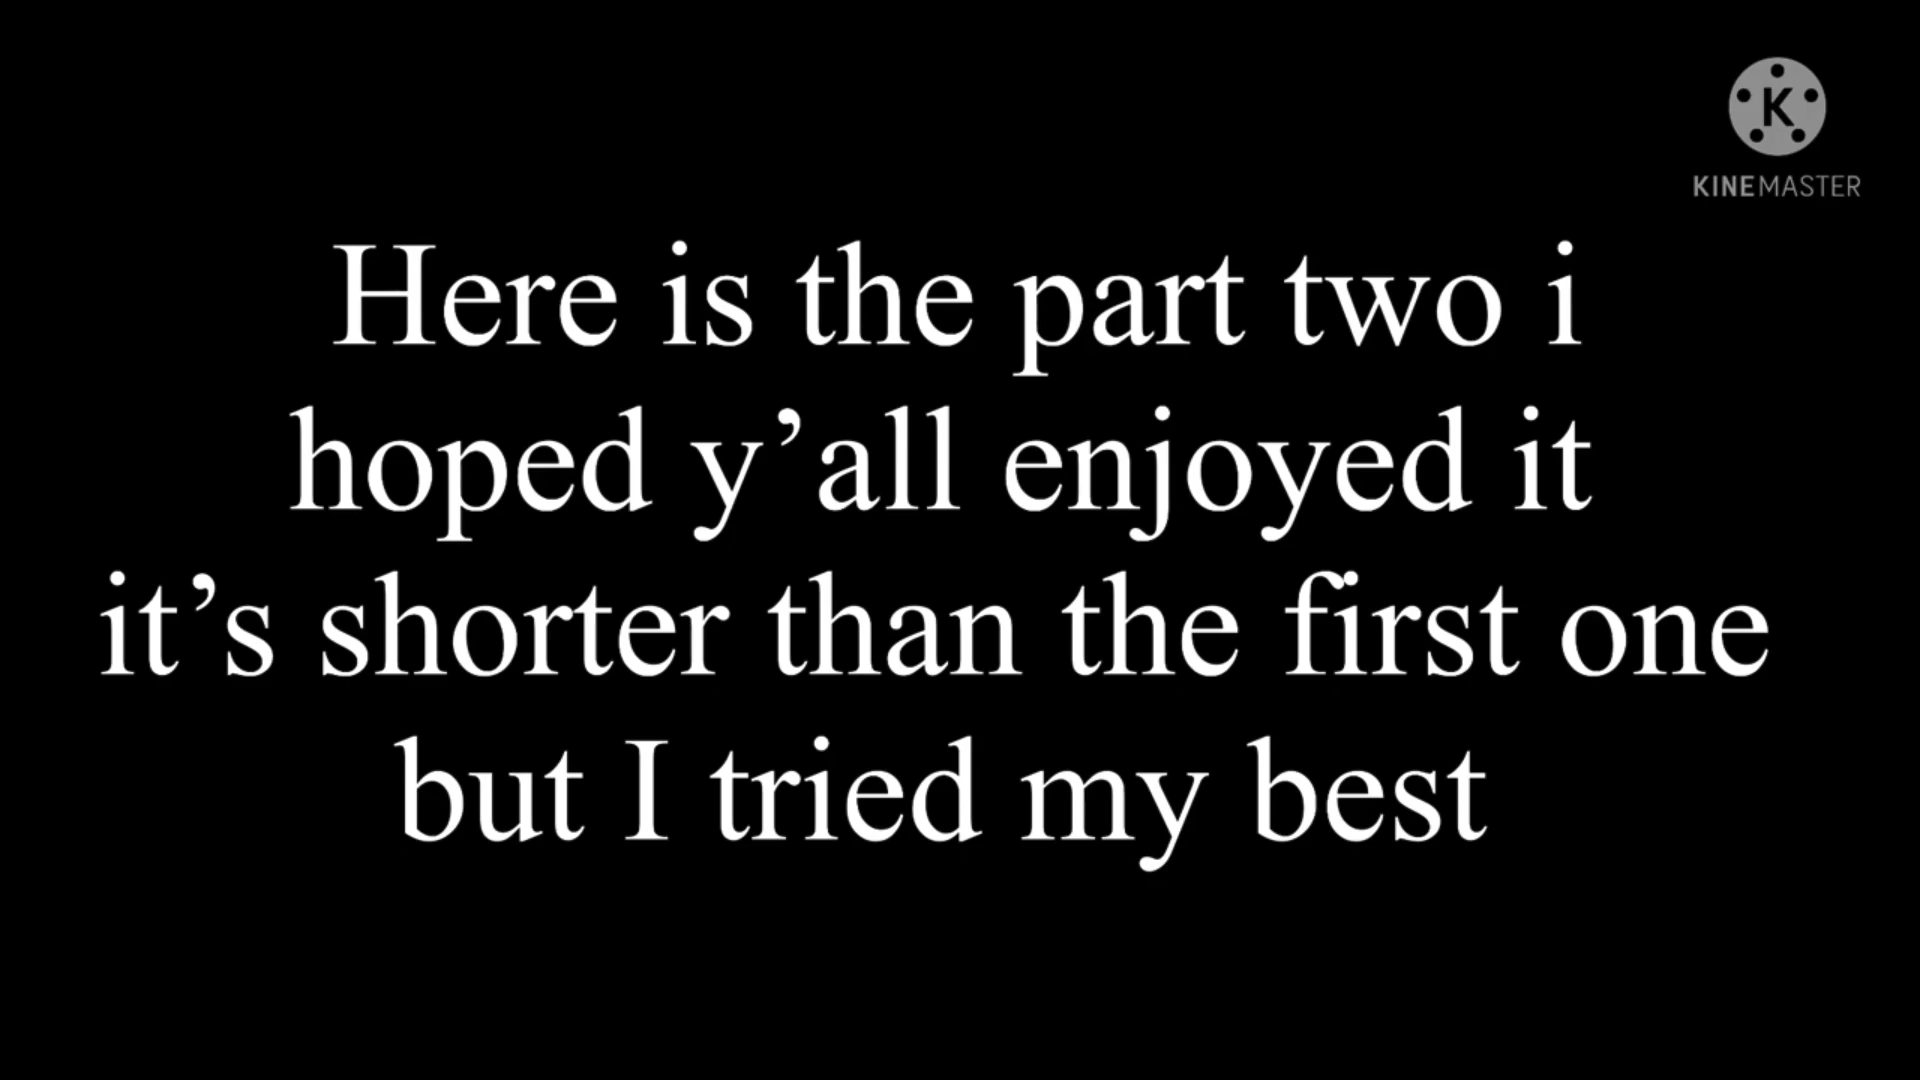 K
KINEMASTER
Here is the part two i
hoped y’all enjoyed it
it’s shorter than the first one
but I tried my best